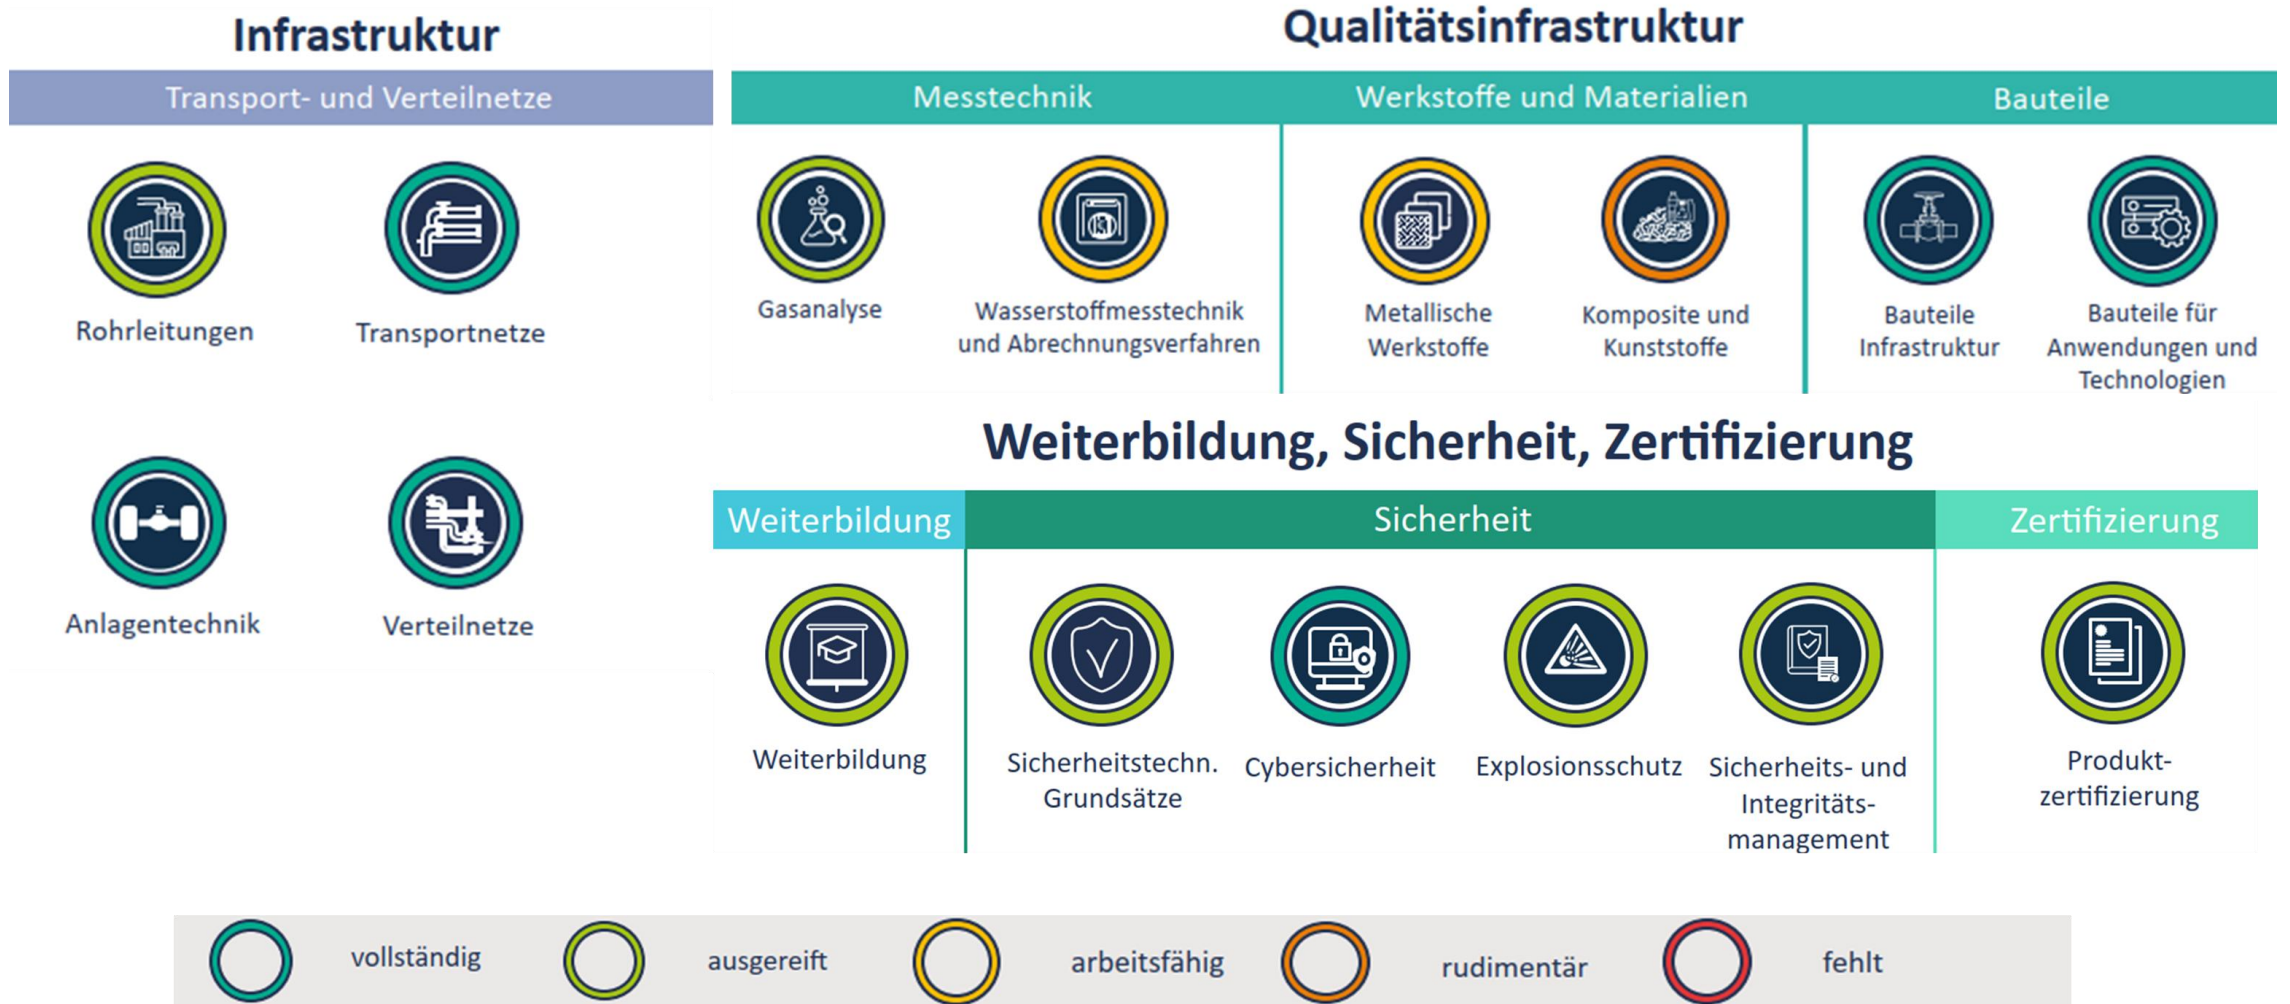 Infrastruktur
Transport- und Verteilnetze
Rohrleitungen
Transportnetze
Anlagentechnik
Verteilnetze
Qualitätsinfrastruktur
Messtechnik
Werkstoffe und Materialien
Bauteile
Gasanalyse
Wasserstoffmesstechnik
und Abrechnungsverfahren
Metallische
Werkstoffe
Komposite und
Kunststoffe
Bauteile
Infrastruktur
Bauteile für
Anwendungen und
Technologien
Weiterbildung, Sicherheit, Zertifizierung
Weiterbildung
Sicherheit
Zertifizierung
Weiterbildung
Sicherheitstechn.
Grundsätze
Cybersicherheit
Explosionsschutz
Sicherheits- und
Integritäts-
management
Produkt-
zertifizierung
vollständig
ausgereift
arbeitsfähig
rudimentär
fehlt